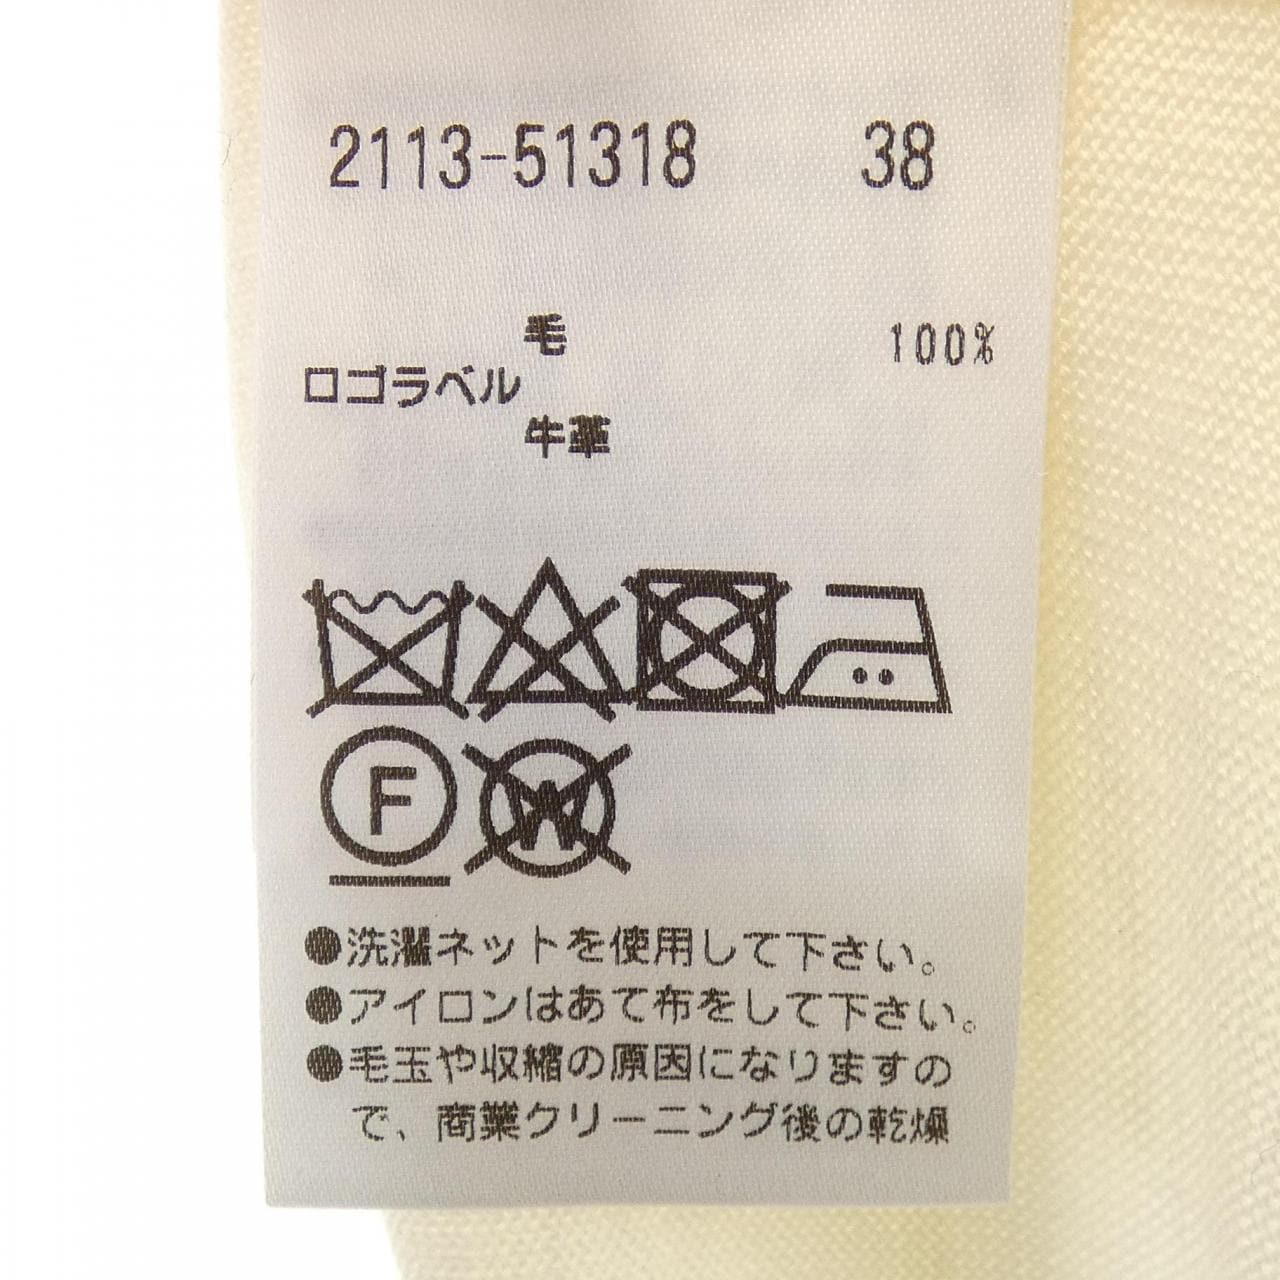 2113-51318 38
毛 100%
ロゴラベル
牛革
F
W
●洗濯ネットを使用して下さい。
●アイロンはあて布をして下さい。
●毛玉や収縮の原因になりますの
で、商業クリーニング後の乾燥